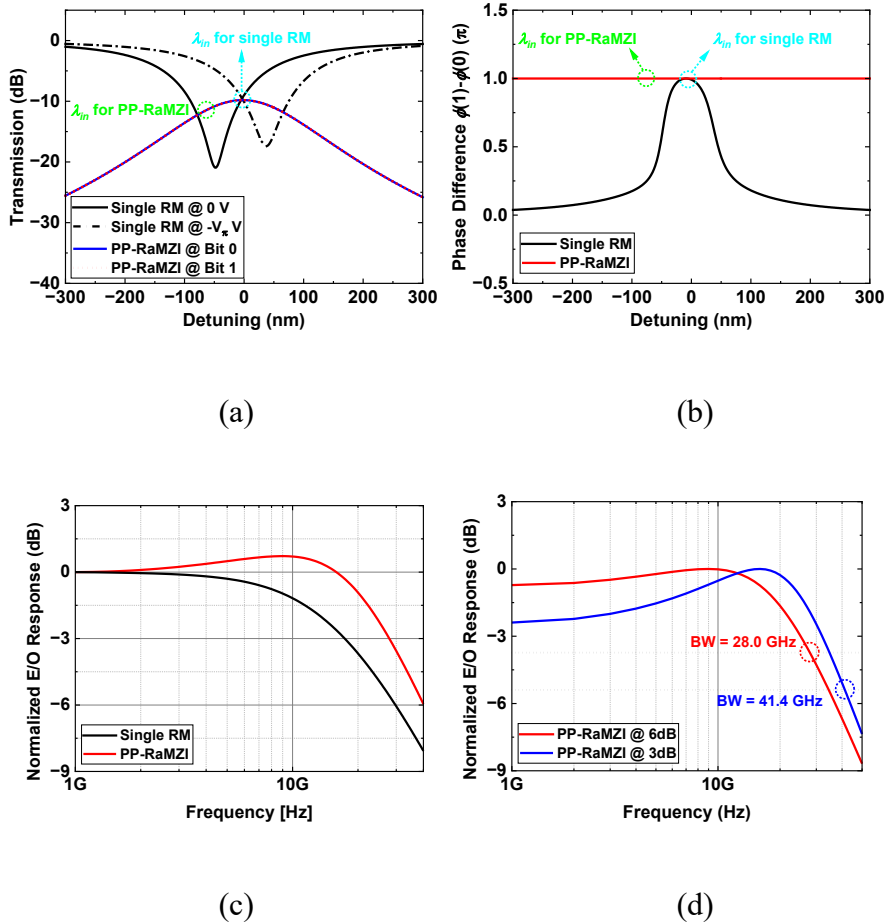 Transmission (dB)
0
−10
−20
−30
−40
λin for single RM
λin for PP-RaMZI
Single RM @ 0 V
Single RM @ -Vπ V
PP-RaMZI @ Bit 0
PP-RaMZI @ Bit 1
−300 −200 −100 0 100 200 300
Detuning (nm)
(a)
Phase Difference ϕ(1)-ϕ(0) (π)
1.5
1.0
0.5
0.0
−0.5
λin for PP-RaMZI
λin for single RM
Single RM
PP-RaMZI
−300 −200 −100 0 100 200 300
Detuning (nm)
(b)
Normalized E/O Response (dB)
3
0
−3
−6
−9
Single RM
PP-RaMZI
1G 10G
Frequency [Hz]
(c)
Normalized E/O Response (dB)
3
0
−3
−6
−9
BW = 28.0 GHz
BW = 41.4 GHz
PP-RaMZI @ 6dB
PP-RaMZI @ 3dB
1G 10G
Frequency (Hz)
(d)